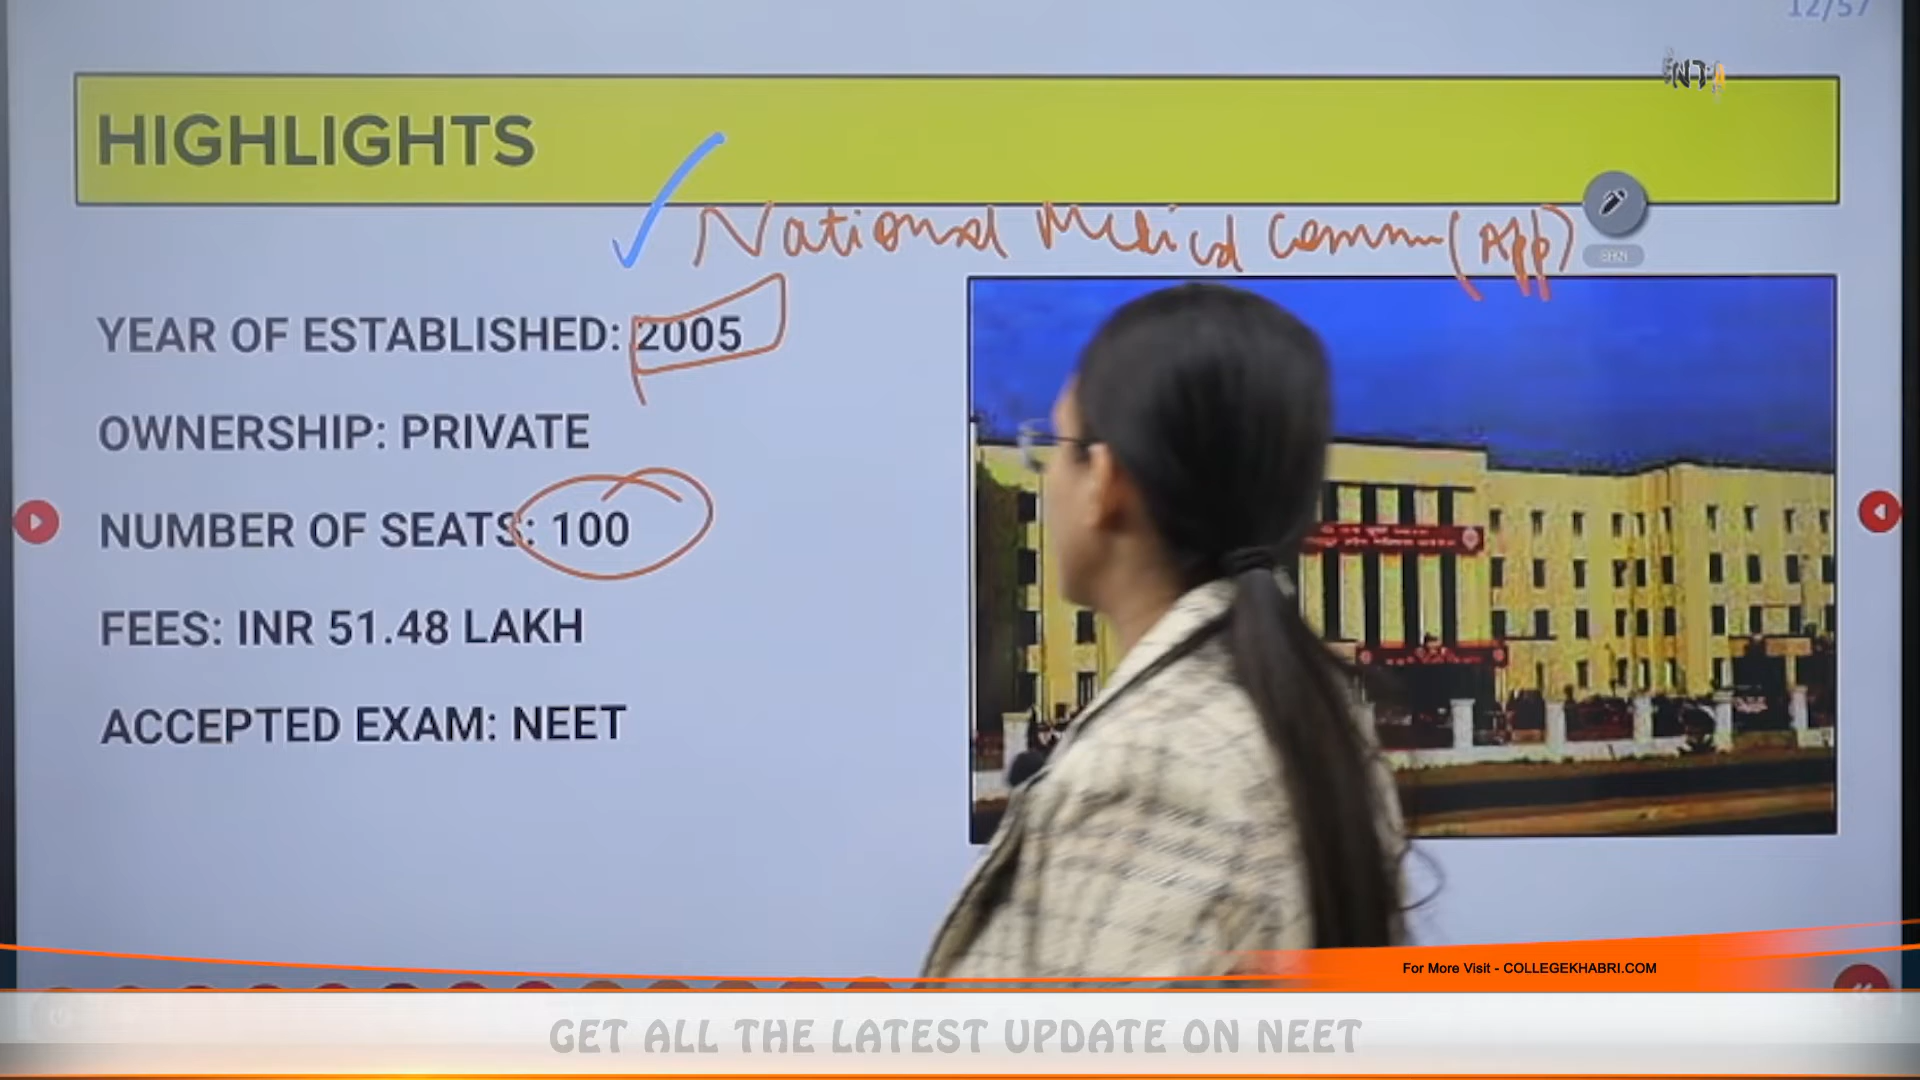 12/57
HIGHLIGHTS
National Medical Comm (App)
YEAR OF ESTABLISHED: 2005
OWNERSHIP: PRIVATE
NUMBER OF SEATS: 100
FEES: INR 51.48 LAKH
ACCEPTED EXAM: NEET
For More Visit - COLLEGEKHABRI.COM
GET ALL THE LATEST UPDATE ON NEET